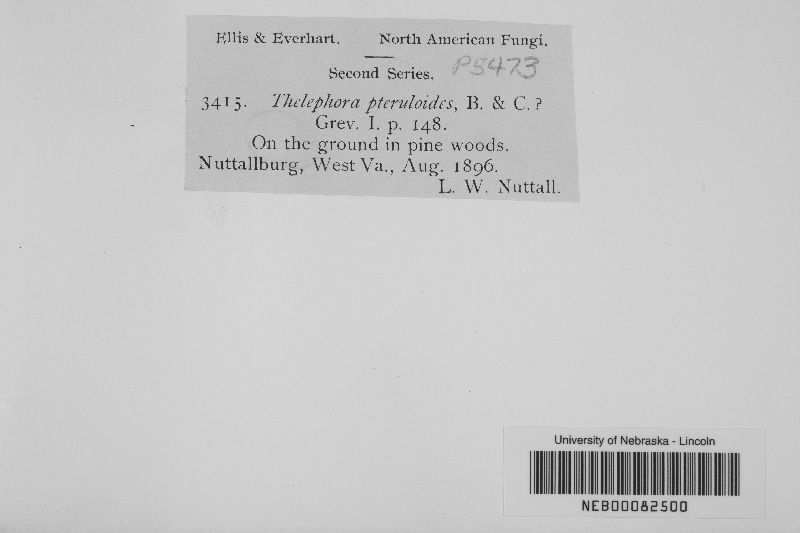 Ellis & Everhart. North American Fungi.
Second Series. P5473
3415. Thelephora pteruloides, B. & C.?
Grev. I. p. 148.
On the ground in pine woods.
Nuttallburg, West Va., Aug. 1896.
L. W. Nuttall.
University of Nebraska - Lincoln
NEB00082500